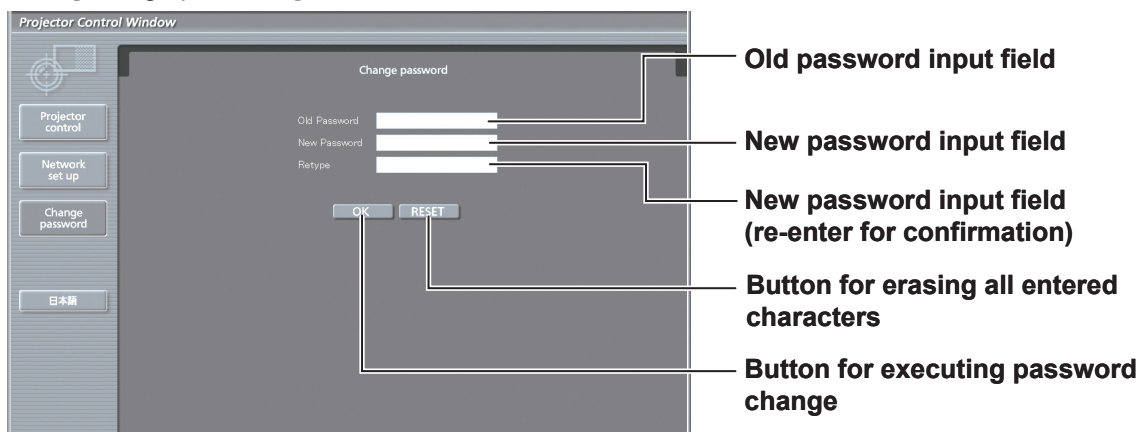 Projector Control Window
Change password
Projector
control
Network
set up
Change
password
日本語
Old Password
New Password
Retype
OK
RESET
Old password input field
New password input field
New password input field
(re-enter for confirmation)
Button for erasing all entered
characters
Button for executing password
change